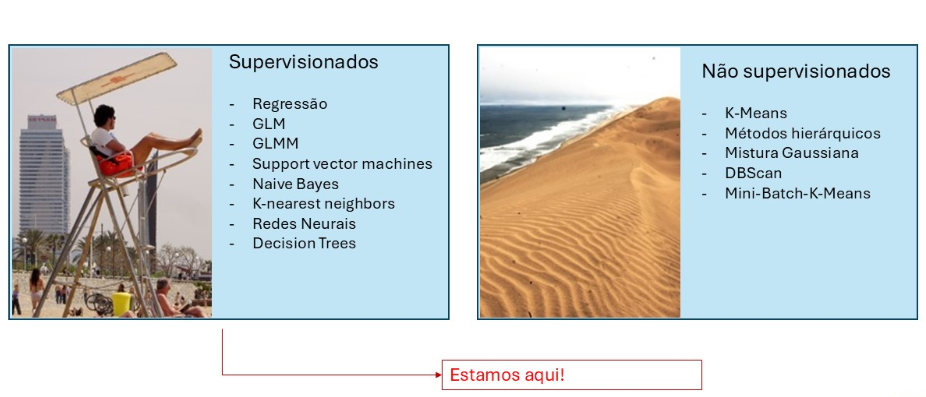 Supervisionados
- Regressão
- GLM
- GLMM
- Support vector machines
- Naive Bayes
- K-nearest neighbors
- Redes Neurais
- Decision Trees
Não supervisionados
- K-Means
- Métodos hierárquicos
- Mistura Gaussiana
- DBScan
- Mini-Batch-K-Means
Estamos aqui!